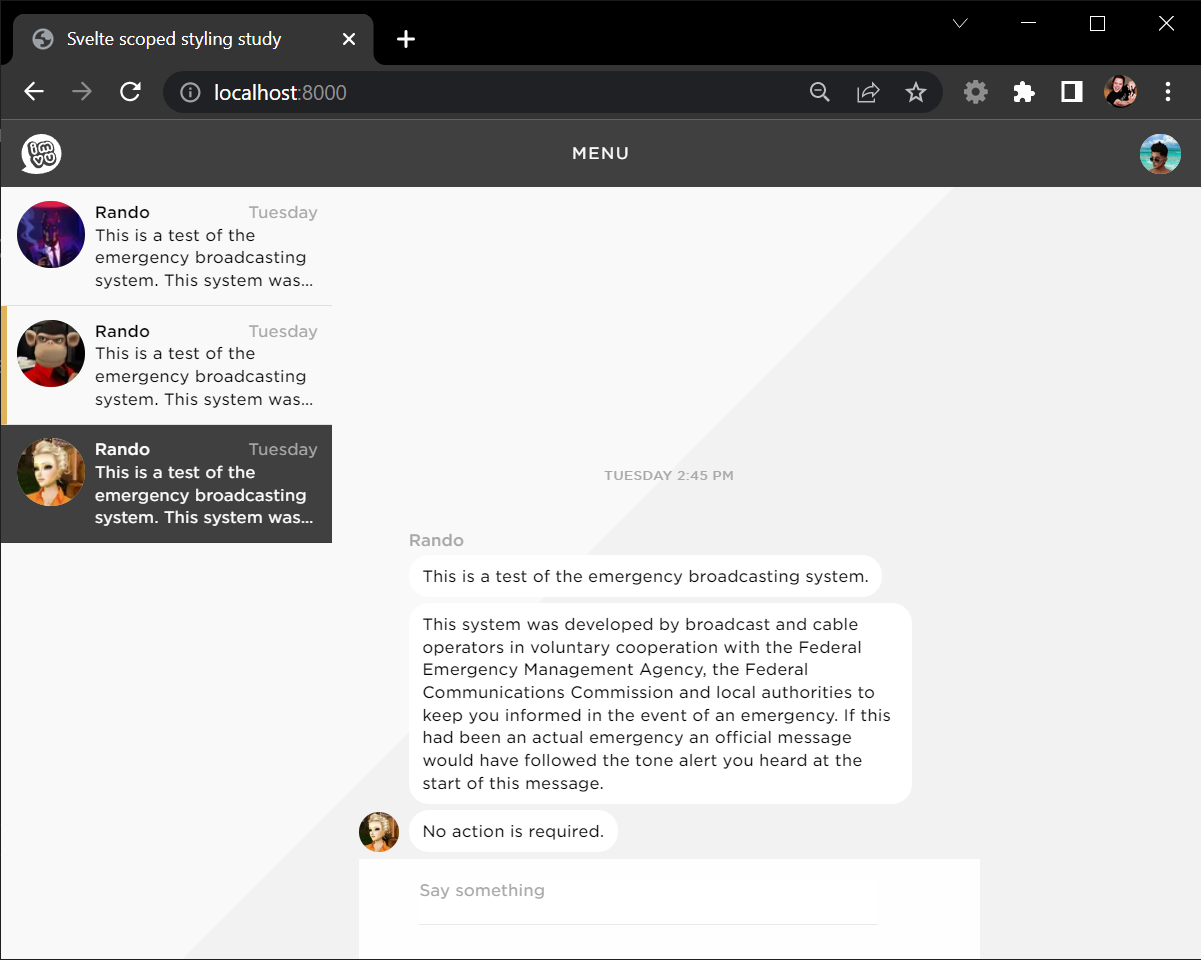 Svelte scoped styling study
localhost:8000
imvu
MENU
Rando Tuesday
This is a test of the
emergency broadcasting
system. This system was...
Rando Tuesday
This is a test of the
emergency broadcasting
system. This system was...
Rando Tuesday
This is a test of the
emergency broadcasting
system. This system was...
TUESDAY 2:45 PM
Rando
This is a test of the emergency broadcasting system.
This system was developed by broadcast and cable
operators in voluntary cooperation with the Federal
Emergency Management Agency, the Federal
Communications Commission and local authorities to
keep you informed in the event of an emergency. If this
had been an actual emergency an official message
would have followed the tone alert you heard at the
start of this message.
No action is required.
Say something